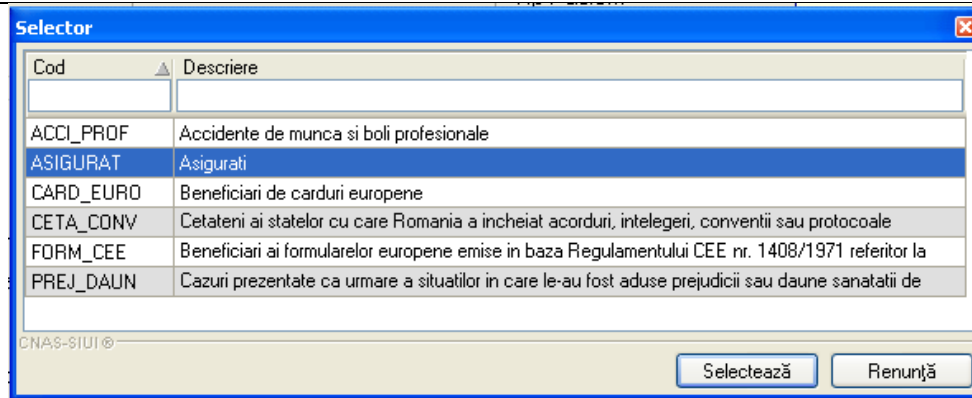 Selector
Cod Descriere
ACCI_PROF Accidente de munca si boli profesionale
ASIGURAT Asigurati
CARD_EURO Beneficiari de carduri europene
CETA_CONV Cetateni ai statelor cu care Romania a incheiat acorduri, intelegeri, conventii sau protocoale
FORM_CEE Beneficiari ai formularelor europene emise in baza Regulamentului CEE nr. 1408/1971 referitor la
PREJ_DAUN Cazuri prezentate ca urmare a situatilor in care le-au fost aduse prejudicii sau daune sanatatii de
CNAS-SIUI®
Selectează Renunţă